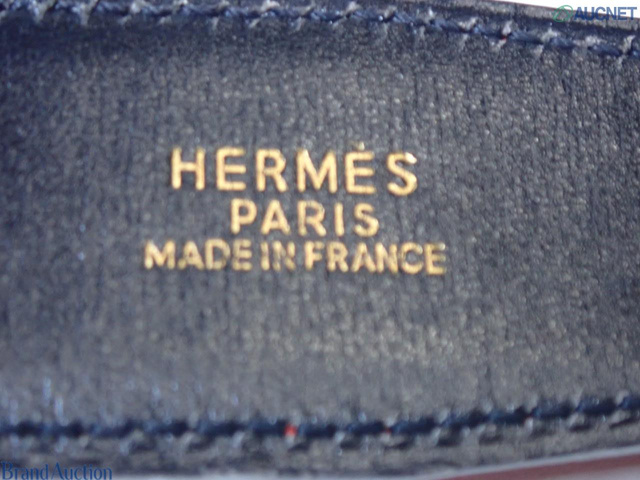 AUCNET
HERMÈS
PARIS
MADE IN FRANCE
Brand Auction